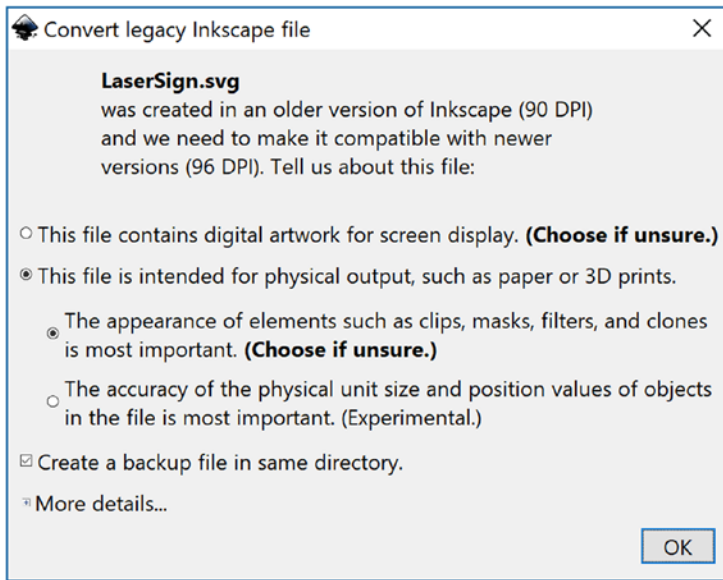 Convert legacy Inkscape file
LaserSign.svg
was created in an older version of Inkscape (90 DPI)
and we need to make it compatible with newer
versions (96 DPI). Tell us about this file:
This file contains digital artwork for screen display. (Choose if unsure.)
This file is intended for physical output, such as paper or 3D prints.
The appearance of elements such as clips, masks, filters, and clones
is most important. (Choose if unsure.)
The accuracy of the physical unit size and position values of objects
in the file is most important. (Experimental.)
Create a backup file in same directory.
More details...
OK